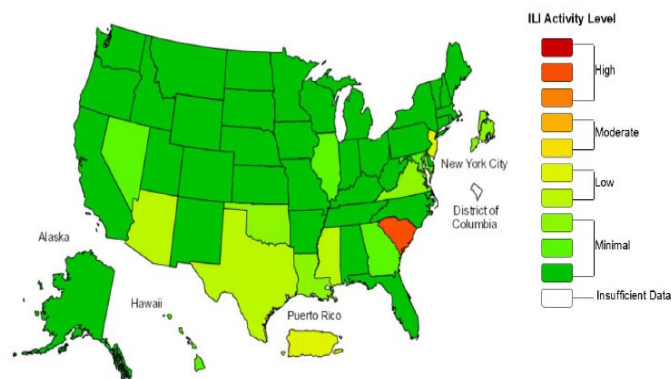 ILI Activity Level
High
Moderate
Low
Minimal
Insufficient Data
New York City
District of
Columbia
Alaska
Hawaii
Puerto Rico